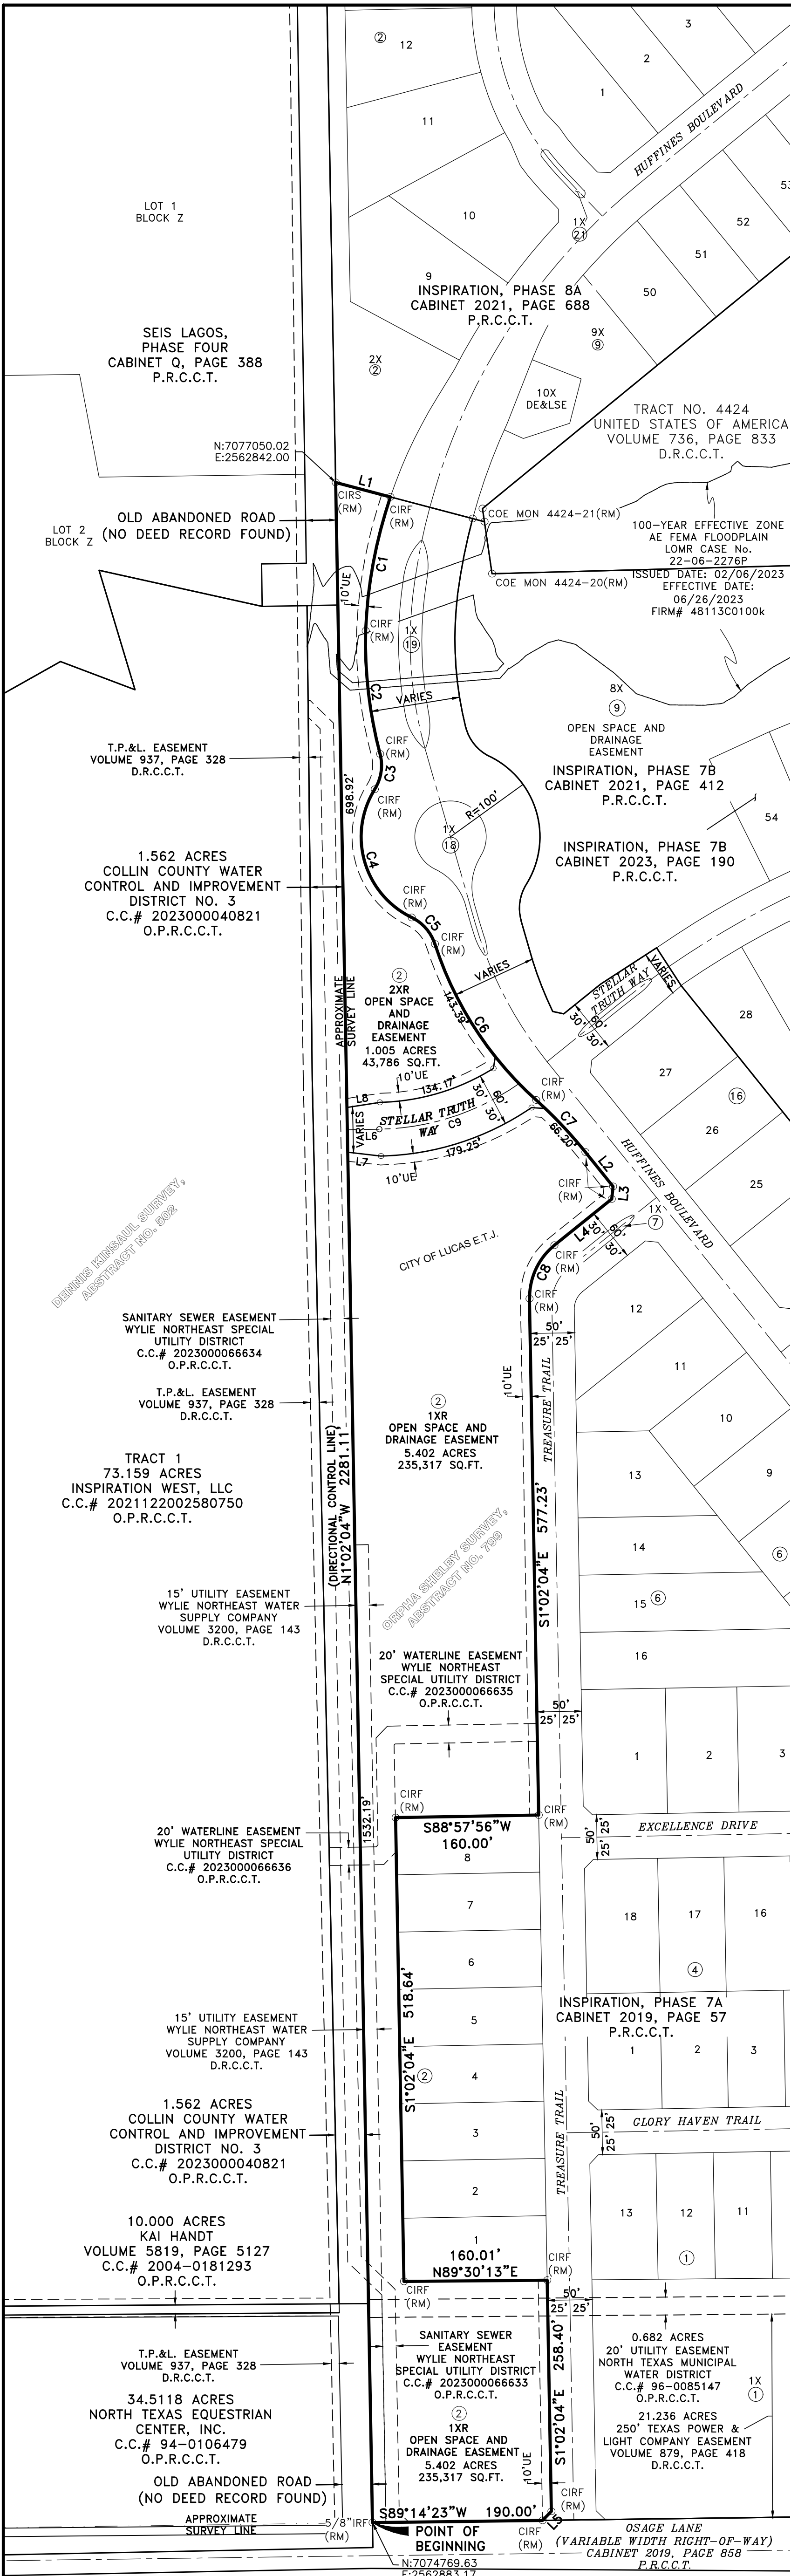 3
2
12
2
1
11
HUFFINES BOULEVARD
53
LOT 1
BLOCK Z
10
1X
21
52
51
9
INSPIRATION, PHASE 8A
CABINET 2021, PAGE 688
P.R.C.C.T.
50
9X
9
SEIS LAGOS,
PHASE FOUR
CABINET Q, PAGE 388
P.R.C.C.T.
2X
2
10X
DE&LSE
TRACT NO. 4424
UNITED STATES OF AMERICA
VOLUME 736, PAGE 833
D.R.C.C.T.
N:7077050.02
E:2562842.00
L1
CIRS
(RM)
CIRF
(RM)
OLD ABANDONED ROAD
(NO DEED RECORD FOUND)
LOT 2
BLOCK Z
COE MON 4424-21(RM)
100-YEAR EFFECTIVE ZONE
AE FEMA FLOODPLAIN
LOMR CASE No.
22-06-2276P
ISSUED DATE: 02/06/2023
EFFECTIVE DATE:
06/26/2023
FIRM# 48113C0100k
C1
COE MON 4424-20(RM)
10'UE
CIRF
(RM)
1X
19
C2
VARIES
8X
9
OPEN SPACE AND
DRAINAGE
EASEMENT
T.P.&L. EASEMENT
VOLUME 937, PAGE 328
D.R.C.C.T.
CIRF
(RM)
C3
INSPIRATION, PHASE 7B
CABINET 2021, PAGE 412
P.R.C.C.T.
698.92'
CIRF
(RM)
R=100'
54
1X
18
INSPIRATION, PHASE 7B
CABINET 2023, PAGE 190
P.R.C.C.T.
1.562 ACRES
COLLIN COUNTY WATER
CONTROL AND IMPROVEMENT
DISTRICT NO. 3
C.C.# 2023000040821
O.P.R.C.C.T.
C4
CIRF
(RM)
C5
CIRF
(RM)
VARIES
APPROXIMATE
SURVEY LINE
2
2XR
OPEN SPACE
AND
DRAINAGE
EASEMENT
1.005 ACRES
43,786 SQ.FT.
143.39'
C6
STELLAR
TRUTH WAY
VARIES
30' 30'
60'
28
27
16
10'UE
134.17'
L8
VARIES
L6
STELLAR TRUTH
WAY C9
60'
30' 30'
CIRF
(RM)
C7
26
L7
179.25'
10'UE
66.20'
L2
CIRF
(RM)
L3
HUFFINES BOULEVARD
25
DENNIS KINSAUL SURVEY,
ABSTRACT NO. 502
1X
7
L4
60'
30' 30'
CITY OF LUCAS E.T.J.
CIRF
(RM)
C8
CIRF
(RM)
12
SANITARY SEWER EASEMENT
WYLIE NORTHEAST SPECIAL
UTILITY DISTRICT
C.C.# 2023000066634
O.P.R.C.C.T.
50'
25' 25'
11
T.P.&L. EASEMENT
VOLUME 937, PAGE 328
D.R.C.C.T.
10'UE
TREASURE TRAIL
2
1XR
OPEN SPACE AND
DRAINAGE EASEMENT
5.402 ACRES
235,317 SQ.FT.
10
TRACT 1
73.159 ACRES
INSPIRATION WEST, LLC
C.C.# 2021122002580750
O.P.R.C.C.T.
(DIRECTIONAL CONTROL LINE)
N1°02'04"W 2281.11'
13
9
S1°02'04"E 577.23'
ORPHA SHELBY SURVEY,
ABSTRACT NO. 799
14
6
15
6
15' UTILITY EASEMENT
WYLIE NORTHEAST WATER
SUPPLY COMPANY
VOLUME 3200, PAGE 143
D.R.C.C.T.
16
20' WATERLINE EASEMENT
WYLIE NORTHEAST
SPECIAL UTILITY DISTRICT
C.C.# 2023000066635
O.P.R.C.C.T.
50'
25' 25'
1
2
3
CIRF
(RM)
CIRF
(RM)
1532.19'
S88°57'56"W
160.00'
50'
25' 25'
EXCELLENCE DRIVE
20' WATERLINE EASEMENT
WYLIE NORTHEAST SPECIAL
UTILITY DISTRICT
C.C.# 2023000066636
O.P.R.C.C.T.
8
7
18
17
16
6
4
S1°02'04"E 518.64'
INSPIRATION, PHASE 7A
CABINET 2019, PAGE 57
P.R.C.C.T.
15' UTILITY EASEMENT
WYLIE NORTHEAST WATER
SUPPLY COMPANY
VOLUME 3200, PAGE 143
D.R.C.C.T.
5
1
2
3
2
4
1.562 ACRES
COLLIN COUNTY WATER
CONTROL AND IMPROVEMENT
DISTRICT NO. 3
C.C.# 2023000040821
O.P.R.C.C.T.
3
TREASURE TRAIL
50'
25' 25'
GLORY HAVEN TRAIL
2
13
12
11
10.000 ACRES
KAI HANDT
VOLUME 5819, PAGE 5127
C.C.# 2004-0181293
O.P.R.C.C.T.
1
160.01'
N89°30'13"E
1
CIRF
(RM)
CIRF
(RM)
50'
25' 25'
SANITARY SEWER
EASEMENT
WYLIE NORTHEAST
SPECIAL UTILITY DISTRICT
C.C.# 2023000066633
O.P.R.C.C.T.
258.40'
0.682 ACRES
20' UTILITY EASEMENT
NORTH TEXAS MUNICIPAL
WATER DISTRICT
C.C.# 96-0085147
O.P.R.C.C.T.
1X
1
T.P.&L. EASEMENT
VOLUME 937, PAGE 328
D.R.C.C.T.
21.236 ACRES
250' TEXAS POWER &
LIGHT COMPANY EASEMENT
VOLUME 879, PAGE 418
D.R.C.C.T.
34.5118 ACRES
NORTH TEXAS EQUESTRIAN
CENTER, INC.
C.C.# 94-0106479
O.P.R.C.C.T.
2
1XR
OPEN SPACE AND
DRAINAGE EASEMENT
5.402 ACRES
235,317 SQ.FT.
10'UE
S1°02'04"E
OLD ABANDONED ROAD
(NO DEED RECORD FOUND)
CIRF
(RM)
APPROXIMATE
SURVEY LINE
5/8"IRF
(RM)
S89°14'23"W 190.00'
L5
CIRF
(RM)
POINT OF
BEGINNING
OSAGE LANE
(VARIABLE WIDTH RIGHT-OF-WAY)
CABINET 2019, PAGE 858
P.R.C.C.T.
N:7074769.63
E:2562883.17